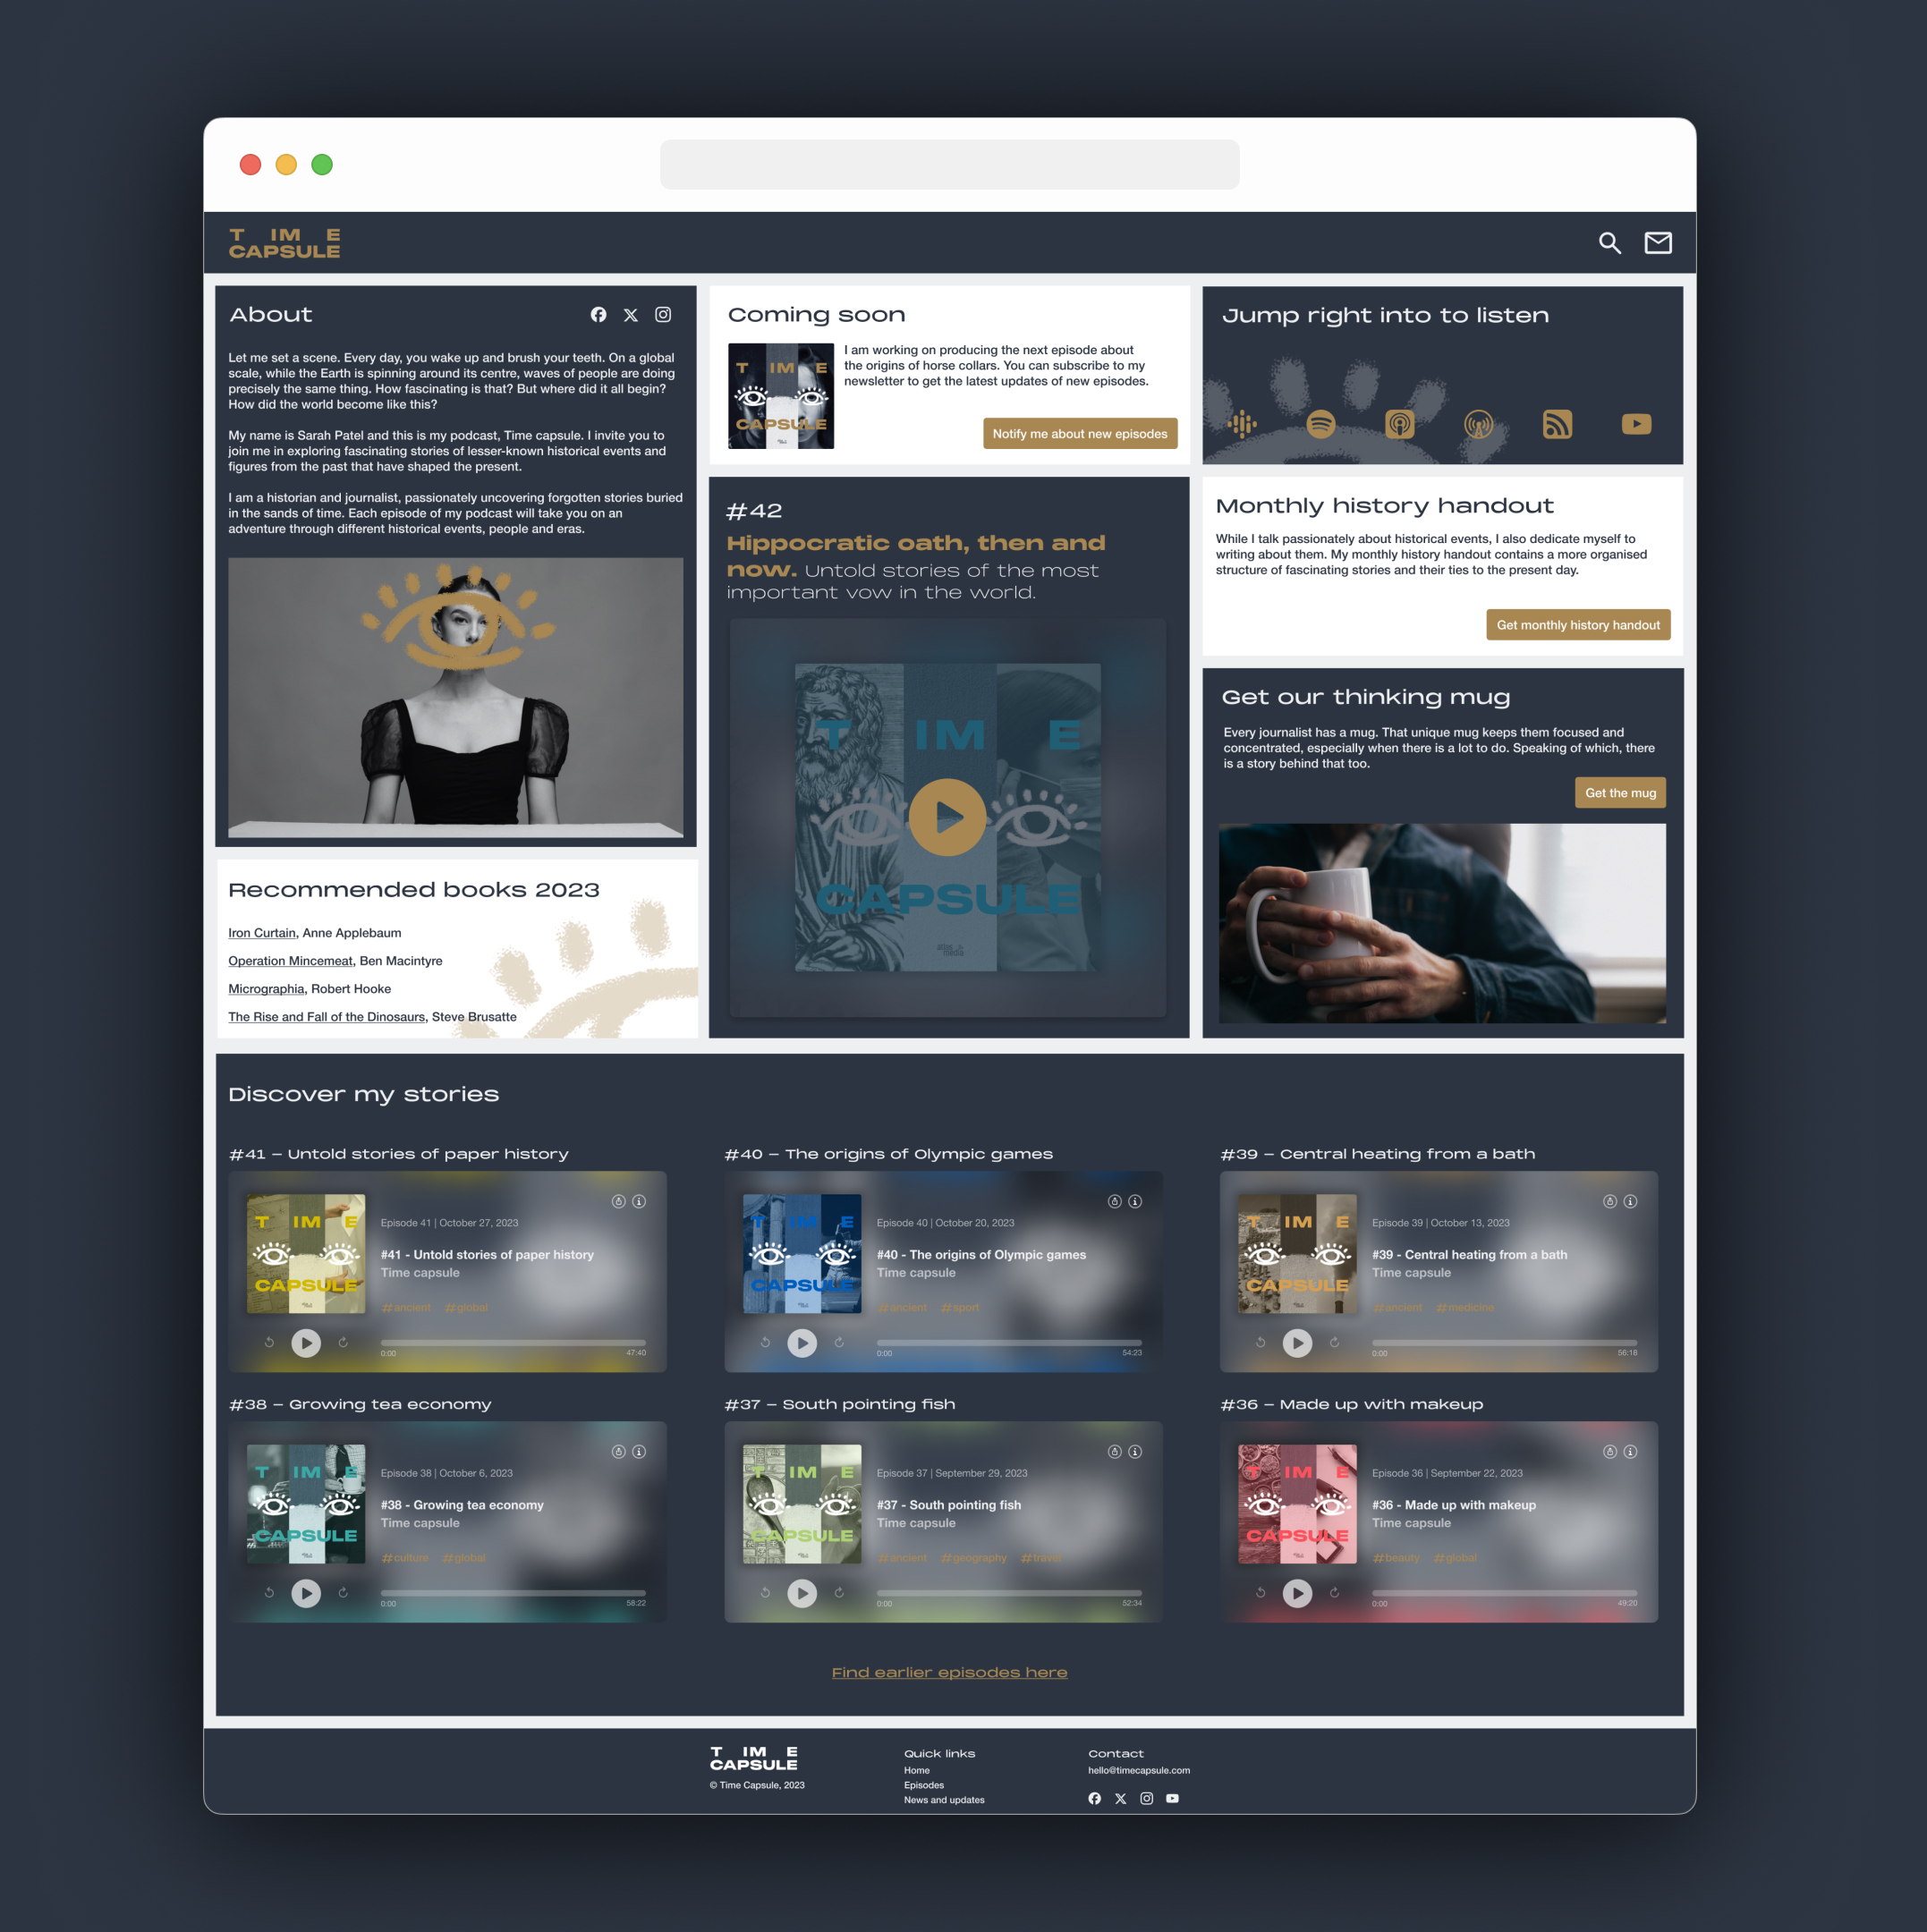 T IM E
CAPSULE
About
Let me set a scene. Every day, you wake up and brush your teeth. On a global
scale, while the Earth is spinning around its centre, waves of people are doing
precisely the same thing. How fascinating is that? But where did it all begin?
How did the world become like this?
My name is Sarah Patel and this is my podcast, Time capsule. I invite you to
join me in exploring fascinating stories of lesser-known historical events and
figures from the past that have shaped the present.
I am a historian and journalist, passionately uncovering forgotten stories buried
in the sands of time. Each episode of my podcast will take you on an
adventure through different historical events, people and eras.
Recommended books 2023
Iron Curtain, Anne Applebaum
Operation Mincemeat, Ben Macintyre
Micrographia, Robert Hooke
The Rise and Fall of the Dinosaurs, Steve Brusatte
Coming soon
T IM E
CAPSULE
I am working on producing the next episode about
the origins of horse collars. You can subscribe to my
newsletter to get the latest updates of new episodes.
Notify me about new episodes
#42
Hippocratic oath, then and
now. Untold stories of the most
important vow in the world.
T IM E
CAPSULE
atlas
media
Jump right into to listen
Monthly history handout
While I talk passionately about historical events, I also dedicate myself to
writing about them. My monthly history handout contains a more organised
structure of fascinating stories and their ties to the present day.
Get monthly history handout
Get our thinking mug
Every journalist has a mug. That unique mug keeps them focused and
concentrated, especially when there is a lot to do. Speaking of which, there
is a story behind that too.
Get the mug
Discover my stories
#41 – Untold stories of paper history
T IM E
CAPSULE
Episode 41 | October 27, 2023
#41 - Untold stories of paper history
Time capsule
#ancient #global
0:00 47:40
#40 – The origins of Olympic games
T IM E
CAPSULE
Episode 40 | October 20, 2023
#40 - The origins of Olympic games
Time capsule
#ancient #sport
0:00 54:23
#39 – Central heating from a bath
T IM E
CAPSULE
Episode 39 | October 13, 2023
#39 - Central heating from a bath
Time capsule
#ancient #medicine
0:00 56:18
#38 – Growing tea economy
T IM E
CAPSULE
Episode 38 | October 6, 2023
#38 - Growing tea economy
Time capsule
#culture #global
0:00 58:22
#37 – South pointing fish
T IM E
CAPSULE
Episode 37 | September 29, 2023
#37 - South pointing fish
Time capsule
#ancient #geography #travel
0:00 52:34
#36 – Made up with makeup
T IM E
CAPSULE
Episode 36 | September 22, 2023
#36 - Made up with makeup
Time capsule
#beauty #global
0:00 49:20
Find earlier episodes here
T IM E
CAPSULE
© Time Capsule, 2023
Quick links
Home
Episodes
News and updates
Contact
hello@timecapsule.com